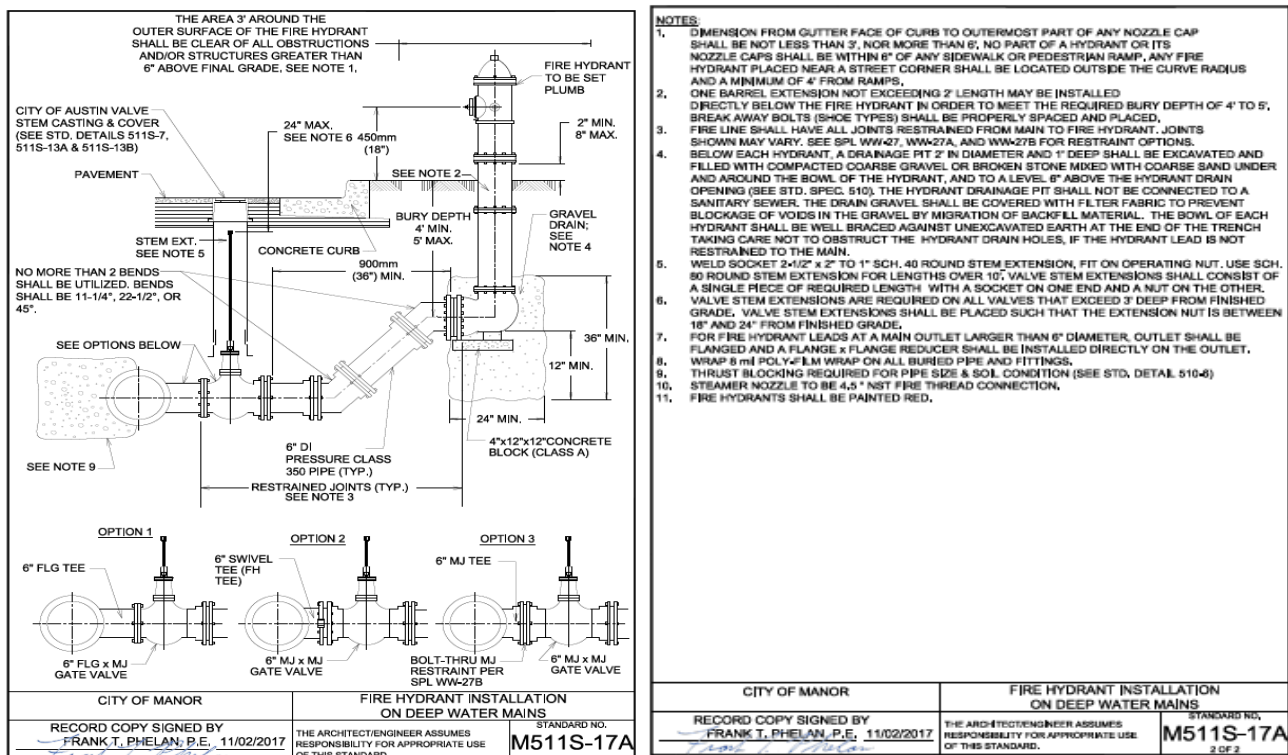 THE AREA 3' AROUND THE
OUTER SURFACE OF THE FIRE HYDRANT
SHALL BE CLEAR OF ALL OBSTRUCTIONS
AND/OR STRUCTURES GREATER THAN
6" ABOVE FINAL GRADE, SEE NOTE 1.
FIRE HYDRANT
TO BE SET
PLUMB
CITY OF AUSTIN VALVE
STEM CASTING & COVER
(SEE STD. DETAILS 511S-7,
511S-13A & 511S-13B)
24" MAX.
SEE NOTE 6
450mm
(18")
2" MIN.
8" MAX.
PAVEMENT
SEE NOTE 2
BURY DEPTH
4' MIN.
5' MAX.
GRAVEL
DRAIN;
SEE
NOTE 4
STEM EXT.
SEE NOTE 5
CONCRETE CURB
900mm
(36") MIN.
NO MORE THAN 2 BENDS
SHALL BE UTILIZED. BENDS
SHALL BE 11-1/4°, 22-1/2°, OR
45°.
36" MIN.
SEE OPTIONS BELOW
12" MIN.
24" MIN.
6" DI
PRESSURE CLASS
350 PIPE (TYP.)
4"x12"x12"CONCRETE
BLOCK (CLASS A)
SEE NOTE 9
RESTRAINED JOINTS (TYP.)
SEE NOTE 3
OPTION 1
6" FLG TEE
6" FLG x MJ
GATE VALVE
OPTION 2
6" SWIVEL
TEE (FH
TEE)
6" MJ x MJ
GATE VALVE
OPTION 3
6" MJ TEE
BOLT-THRU MJ
RESTRAINT PER
SPL WW-27B
6" MJ x MJ
GATE VALVE
CITY OF MANOR
FIRE HYDRANT INSTALLATION
ON DEEP WATER MAINS
RECORD COPY SIGNED BY
FRANK T. PHELAN, P.E. 11/02/2017
THE ARCHITECT/ENGINEER ASSUMES
RESPONSIBILITY FOR APPROPRIATE USE
OF THIS STANDARD.
STANDARD NO.
M511S-17A
NOTES:
1. DIMENSION FROM GUTTER FACE OF CURB TO OUTERMOST PART OF ANY NOZZLE CAP
SHALL BE NOT LESS THAN 3', NOR MORE THAN 6', NO PART OF A HYDRANT OR ITS
NOZZLE CAPS SHALL BE WITHIN 6" OF ANY SIDEWALK OR PEDESTRIAN RAMP, ANY FIRE
HYDRANT PLACED NEAR A STREET CORNER SHALL BE LOCATED OUTSIDE THE CURVE RADIUS
AND A MINIMUM OF 4' FROM RAMPS,
2. ONE BARREL EXTENSION NOT EXCEEDING 2' LENGTH MAY BE INSTALLED
DIRECTLY BELOW THE FIRE HYDRANT IN ORDER TO MEET THE REQUIRED BURY DEPTH OF 4' TO 5',
BREAK AWAY BOLTS (SHOE TYPES) SHALL BE PROPERLY SPACED AND PLACED,
3. FIRE LINE SHALL HAVE ALL JOINTS RESTRAINED FROM MAIN TO FIRE HYDRANT. JOINTS
SHOWN MAY VARY. SEE SPL WW-27, WW-27A, AND WW-27B FOR RESTRAINT OPTIONS.
4. BELOW EACH HYDRANT, A DRAINAGE PIT 2' IN DIAMETER AND 1' DEEP SHALL BE EXCAVATED AND
FILLED WITH COMPACTED COARSE GRAVEL OR BROKEN STONE MIXED WITH COARSE SAND UNDER
AND AROUND THE BOWL OF THE HYDRANT, AND TO A LEVEL 6" ABOVE THE HYDRANT DRAIN
OPENING (SEE STD. SPEC. 510). THE HYDRANT DRAINAGE PIT SHALL NOT BE CONNECTED TO A
SANITARY SEWER. THE DRAIN GRAVEL SHALL BE COVERED WITH FILTER FABRIC TO PREVENT
BLOCKAGE OF VOIDS IN THE GRAVEL BY MIGRATION OF BACKFILL MATERIAL. THE BOWL OF EACH
HYDRANT SHALL BE WELL BRACED AGAINST UNEXCAVATED EARTH AT THE END OF THE TRENCH
TAKING CARE NOT TO OBSTRUCT THE HYDRANT DRAIN HOLES, IF THE HYDRANT LEAD IS NOT
RESTRAINED TO THE MAIN.
5. WELD SOCKET 2-1/2" x 2" TO 1" SCH. 40 ROUND STEM EXTENSION, FIT ON OPERATING NUT. USE SCH.
80 ROUND STEM EXTENSION FOR LENGTHS OVER 10', VALVE STEM EXTENSIONS SHALL CONSIST OF
A SINGLE PIECE OF REQUIRED LENGTH WITH A SOCKET ON ONE END AND A NUT ON THE OTHER.
6. VALVE STEM EXTENSIONS ARE REQUIRED ON ALL VALVES THAT EXCEED 3' DEEP FROM FINISHED
GRADE. VALVE STEM EXTENSIONS SHALL BE PLACED SUCH THAT THE EXTENSION NUT IS BETWEEN
18" AND 24" FROM FINISHED GRADE.
7. FOR FIRE HYDRANT LEADS AT A MAIN OUTLET LARGER THAN 6" DIAMETER, OUTLET SHALL BE
FLANGED AND A FLANGE x FLANGE REDUCER SHALL BE INSTALLED DIRECTLY ON THE OUTLET.
8. WRAP 8 mil POLY-FILM WRAP ON ALL BURIED PIPE AND FITTINGS.
9. THRUST BLOCKING REQUIRED FOR PIPE SIZE & SOIL CONDITION (SEE STD. DETAIL 510-8)
10. STEAMER NOZZLE TO BE 4.5 " NST FIRE THREAD CONNECTION.
11. FIRE HYDRANTS SHALL BE PAINTED RED.
CITY OF MANOR
FIRE HYDRANT INSTALLATION
ON DEEP WATER MAINS
RECORD COPY SIGNED BY
FRANK T. PHELAN, P.E. 11/02/2017
THE ARCHITECT/ENGINEER ASSUMES
RESPONSIBILITY FOR APPROPRIATE USE
OF THIS STANDARD.
STANDARD NO.
M511S-17A
2 OF 2